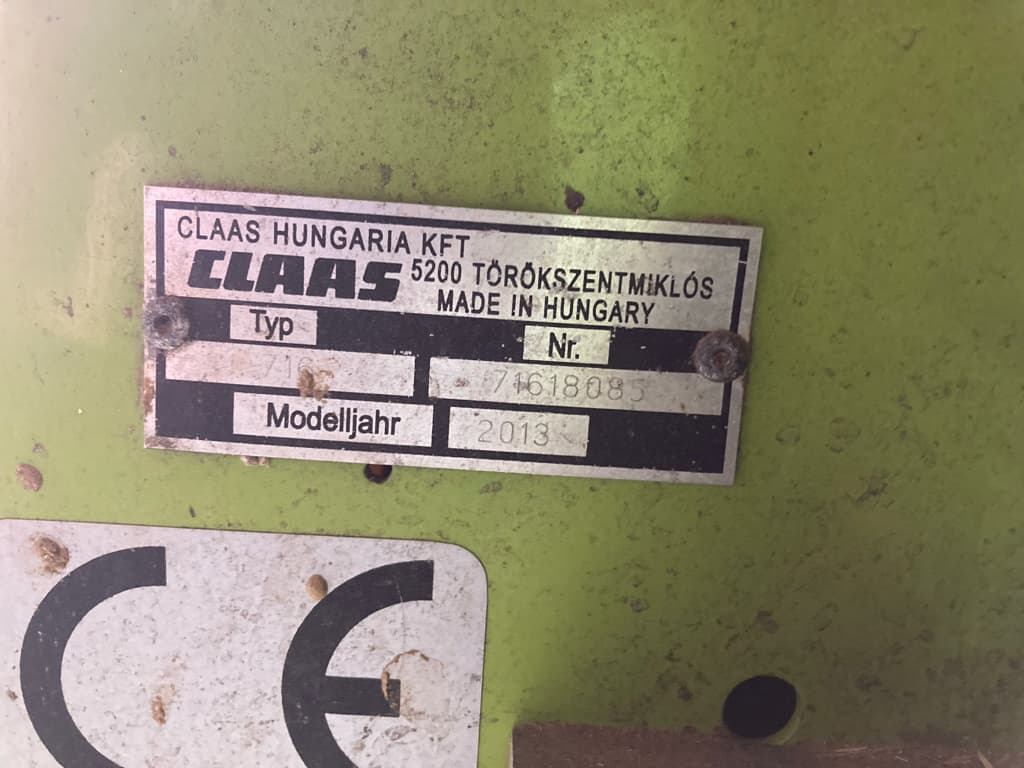 CLAAS HUNGARIA KFT
CLAAS 5200 TÖRÖKSZENTMIKLÓS
MADE IN HUNGARY
Typ Nr.
71618085
Modelljahr 2013
CE